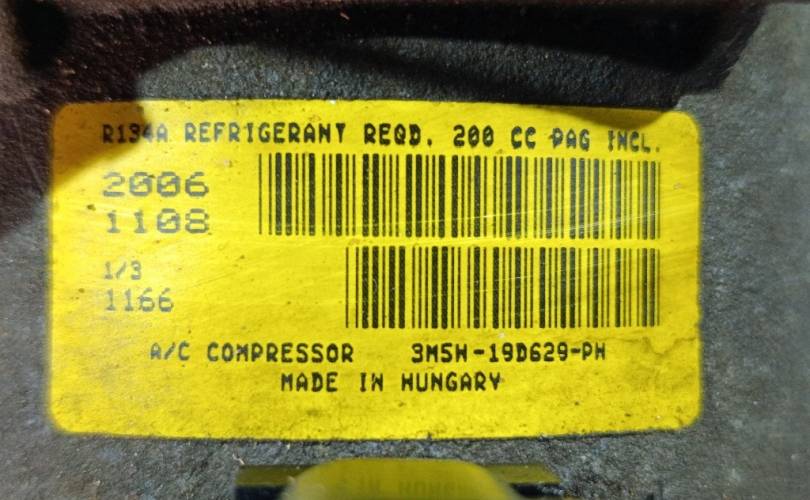 R134A REFRIGERANT REQD. 200 CC PAG INCL.
2006
1108
1/3
1166
A/C COMPRESSOR 3M5H-19D629-PH
MADE IN HUNGARY